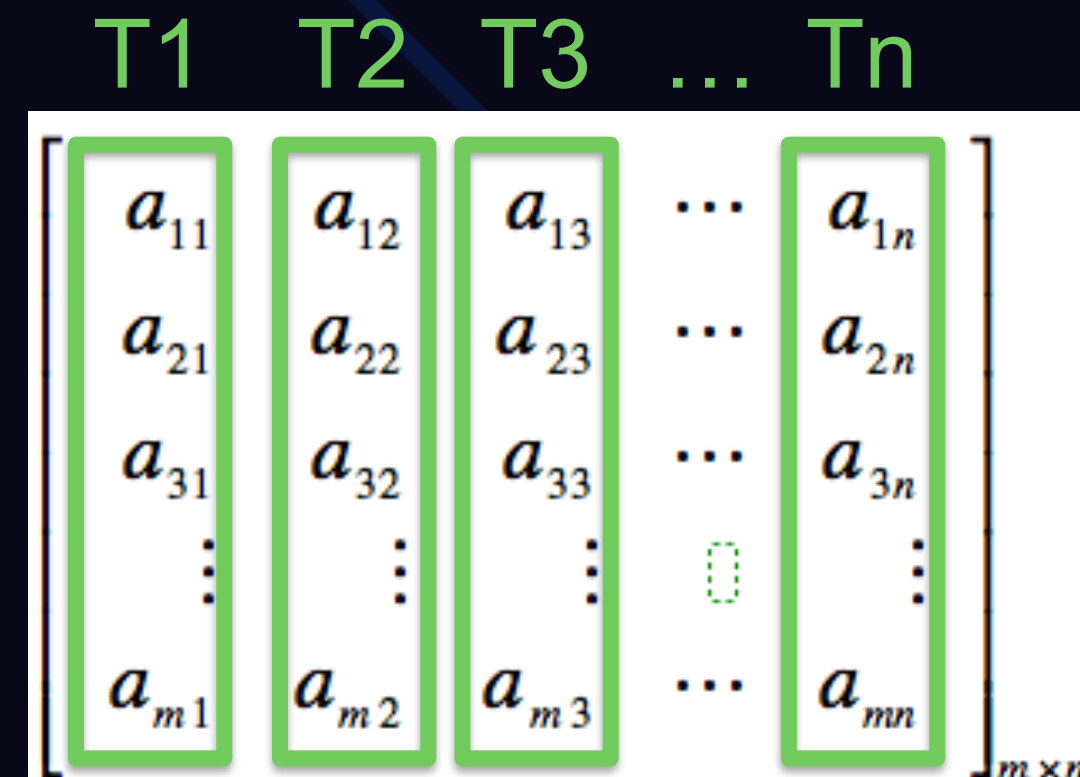 T1 T2 T3 … Tn
a₁₁ a₁₂ a₁₃ ⋯ a₁ₙ
a₂₁ a₂₂ a₂₃ ⋯ a₂ₙ
a₃₁ a₃₂ a₃₃ ⋯ a₃ₙ
⋮ ⋮ ⋮ ⋮
aₘ₁ aₘ₂ aₘ₃ ⋯ aₘₙ